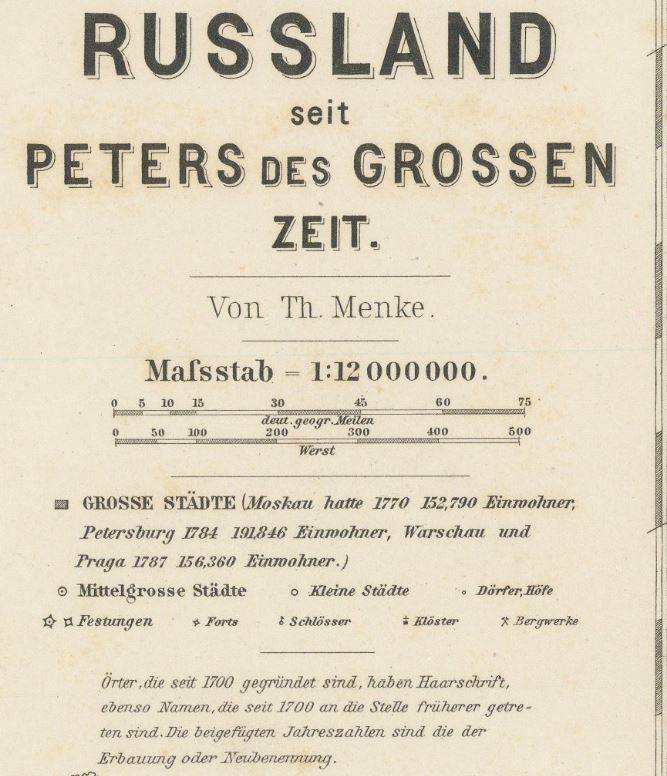 RUSSLAND
seit
PETERS DES GROSSEN
ZEIT.
Von Th. Menke.
Maſsstab = 1:12 000 000.
0 5 10 15 30 45 60 75
deut. geogr. Meilen
0 50 100 200 300 400 500
Werst
GROSSE STÄDTE (Moskau hatte 1770 152,790 Einwohner,
Petersburg 1784 191,846 Einwohner, Warschau und
Praga 1787 156,360 Einwohner.)
Mittelgrosse Städte Kleine Städte Dörfer, Höfe
Festungen Forts Schlösser Klöster Bergwerke
Örter, die seit 1700 gegründet sind, haben Haarschrift,
ebenso Namen, die seit 1700 an die Stelle früherer getre-
ten sind. Die beigefügten Jahreszahlen sind die der
Erbauung oder Neubenennung.